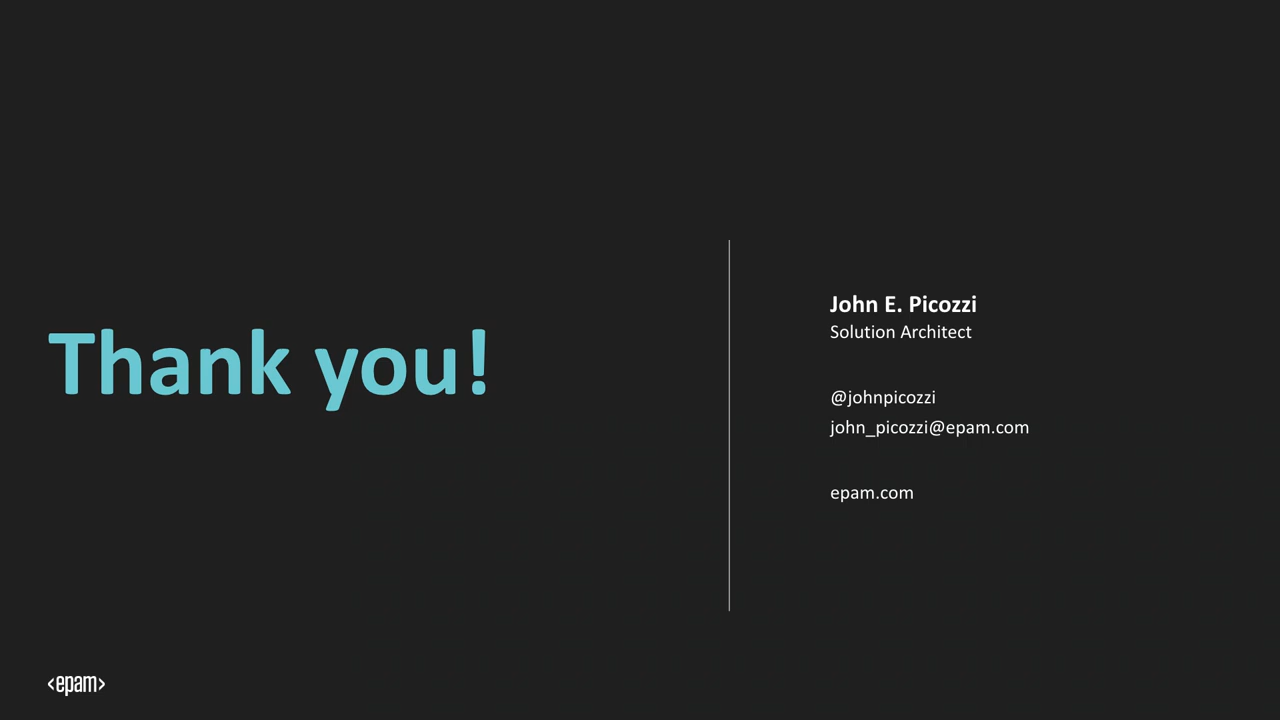 Thank you!
John E. Picozzi
Solution Architect
@johnpicozzi
john_picozzi@epam.com
epam.com
<epam>